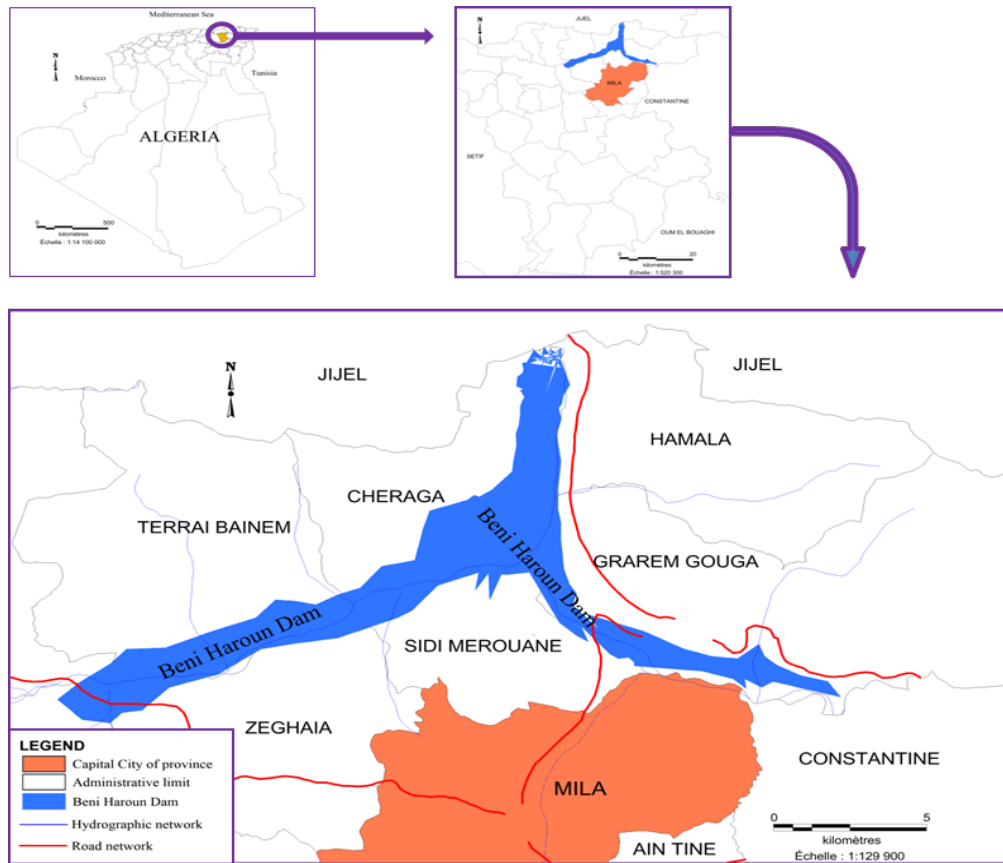 Mediterranean Sea
N
Morocco
Tunisia
ALGERIA
0 500
kilomètres
Échelle : 1:14 100 000
JIJEL
N
MILA
CONSTANTINE
SETIF
OUM EL BOUAGHI
0 20
kilomètres
Échelle : 1:520 300
JIJEL
JIJEL
N
HAMALA
CHERAGA
TERRAI BAINEM
Beni Haroun Dam
GRAREM GOUGA
Beni Haroun Dam
SIDI MEROUANE
ZEGHAIA
CONSTANTINE
MILA
AIN TINE
LEGEND
Capital City of province
Administrative limit
Beni Haroun Dam
Hydrographic network
Road network
0 5
kilomètres
Échelle : 1:129 900